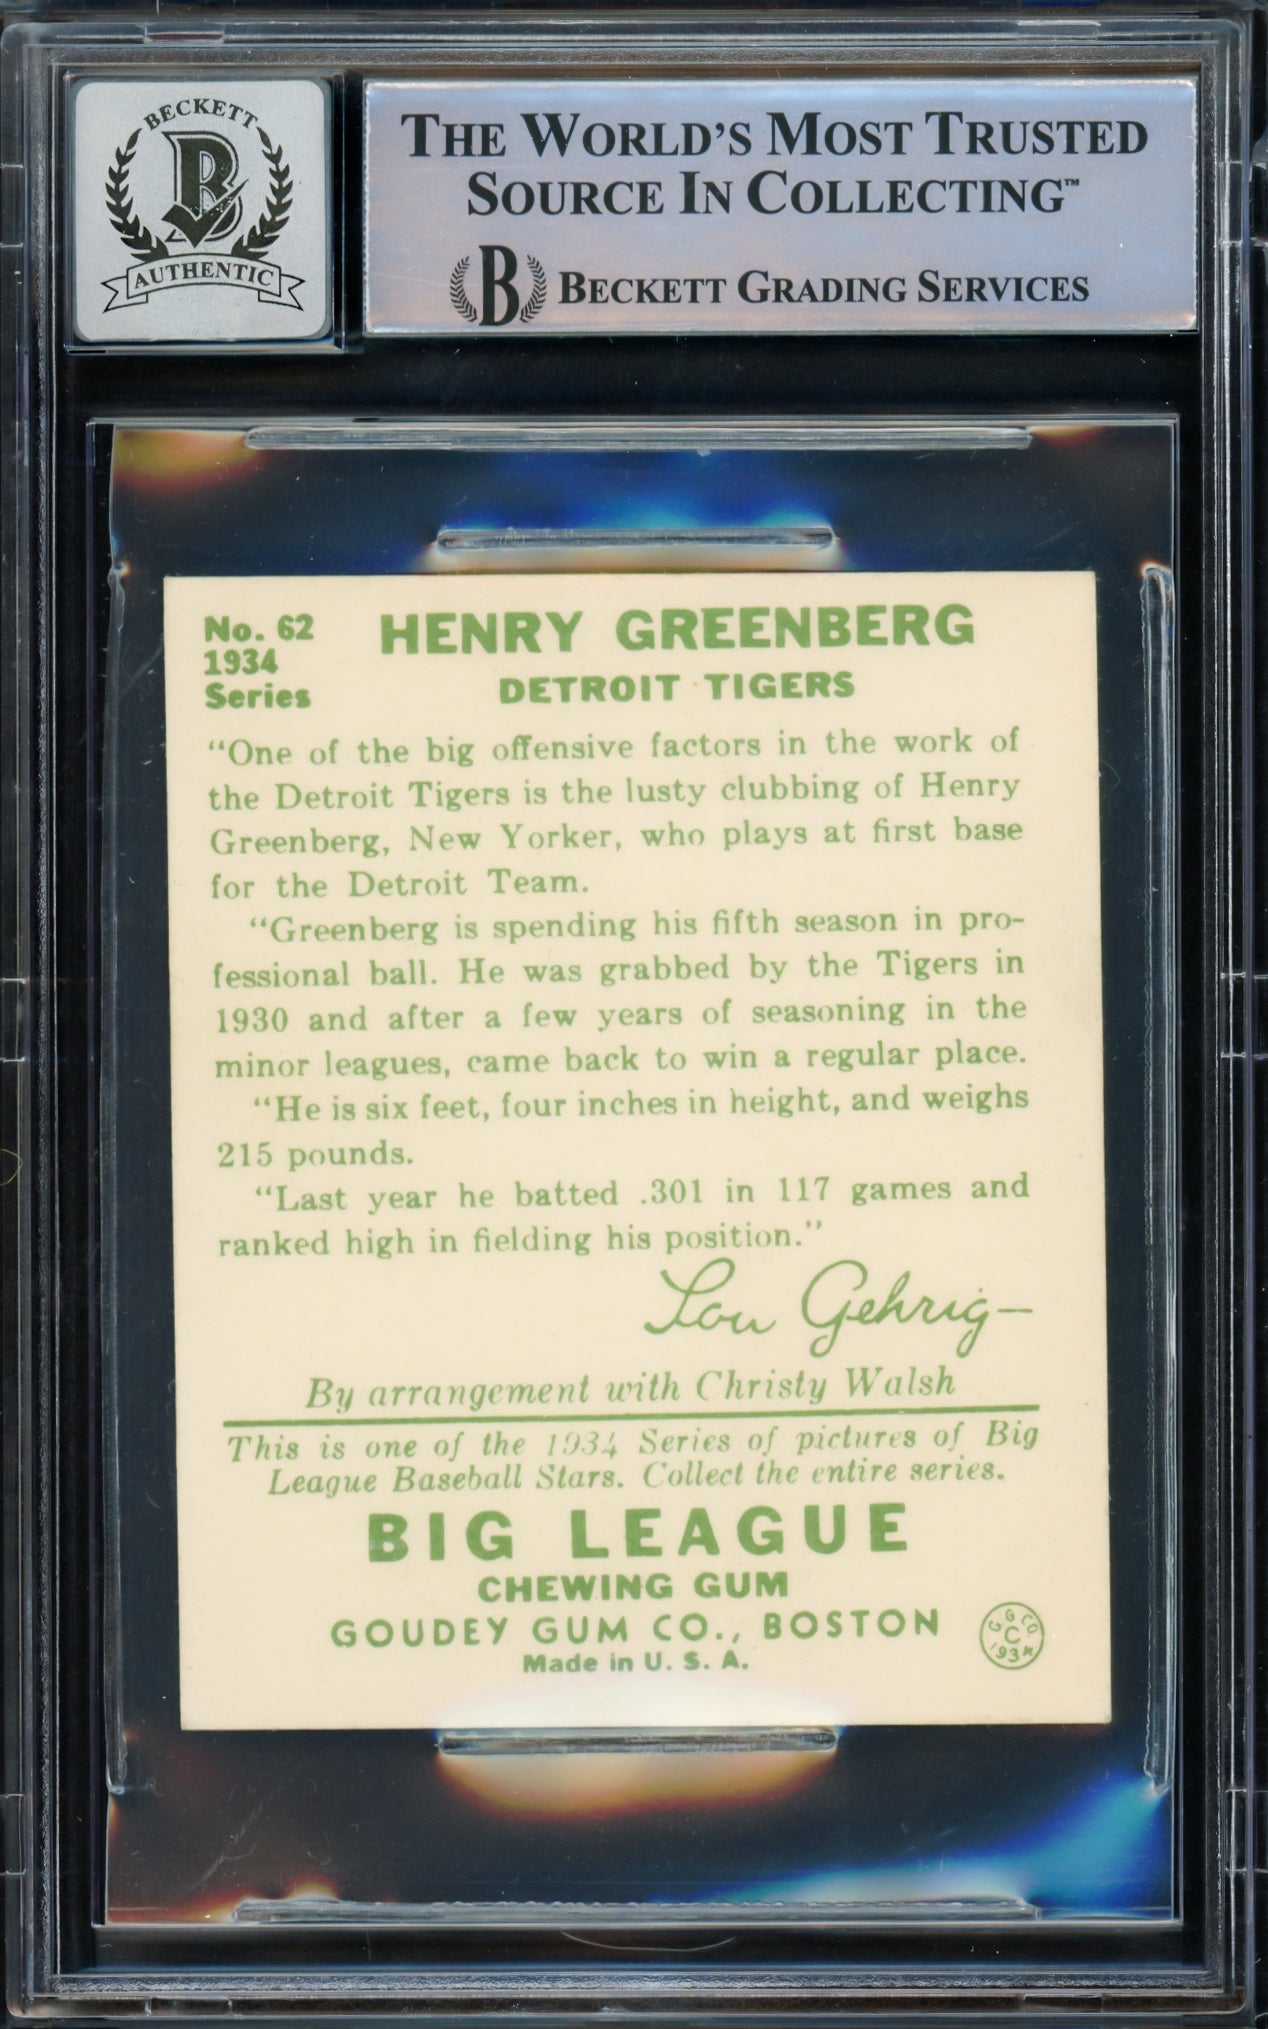 BECKETT
B
AUTHENTIC
THE WORLD'S MOST TRUSTED
SOURCE IN COLLECTING™
B BECKETT GRADING SERVICES
No. 62
1934
Series
HENRY GREENBERG
DETROIT TIGERS
“One of the big offensive factors in the work of
the Detroit Tigers is the lusty clubbing of Henry
Greenberg, New Yorker, who plays at first base
for the Detroit Team.
“Greenberg is spending his fifth season in pro-
fessional ball. He was grabbed by the Tigers in
1930 and after a few years of seasoning in the
minor leagues, came back to win a regular place.
“He is six feet, four inches in height, and weighs
215 pounds.
“Last year he batted .301 in 117 games and
ranked high in fielding his position.”
Lou Gehrig—
By arrangement with Christy Walsh
This is one of the 1934 Series of pictures of Big
League Baseball Stars. Collect the entire series.
BIG LEAGUE
CHEWING GUM
GOUDEY GUM CO., BOSTON
Made in U. S. A.
G. G. CO.
C
1934